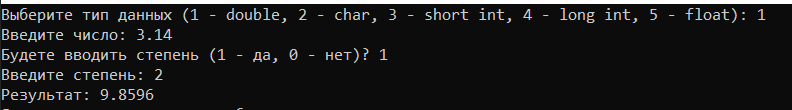 Выберите тип данных (1 - double, 2 - char, 3 - short int, 4 - long int, 5 - float): 1
Введите число: 3.14
Будете вводить степень (1 - да, 0 - нет)? 1
Введите степень: 2
Результат: 9.8596